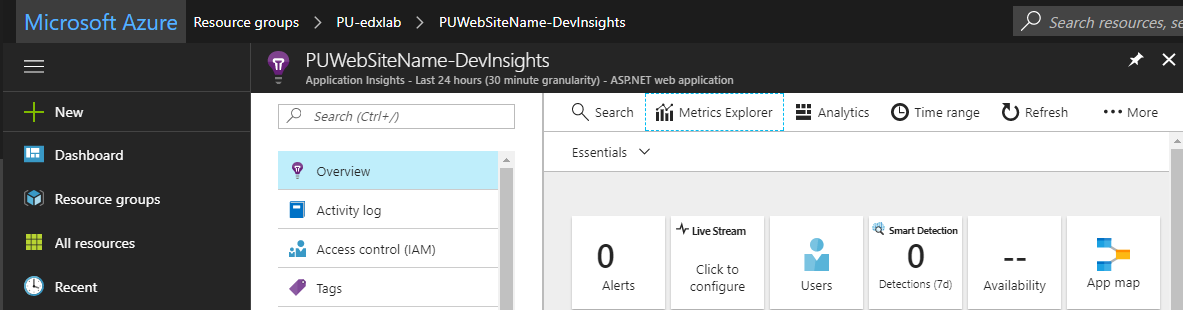 Microsoft Azure Resource groups > PU-edxlab > PUWebSiteName-DevInsights
Search resources, se
PUWebSiteName-DevInsights
Application Insights - Last 24 hours (30 minute granularity) - ASP.NET web application
New
Dashboard
Resource groups
All resources
Recent
Search (Ctrl+/)
Overview
Activity log
Access control (IAM)
Tags
Search Metrics Explorer Analytics Time range Refresh ••• More
Essentials
0
Alerts
Live Stream
Click to
configure
Users
Smart Detection
0
Detections (7d)
--
Availability
App map